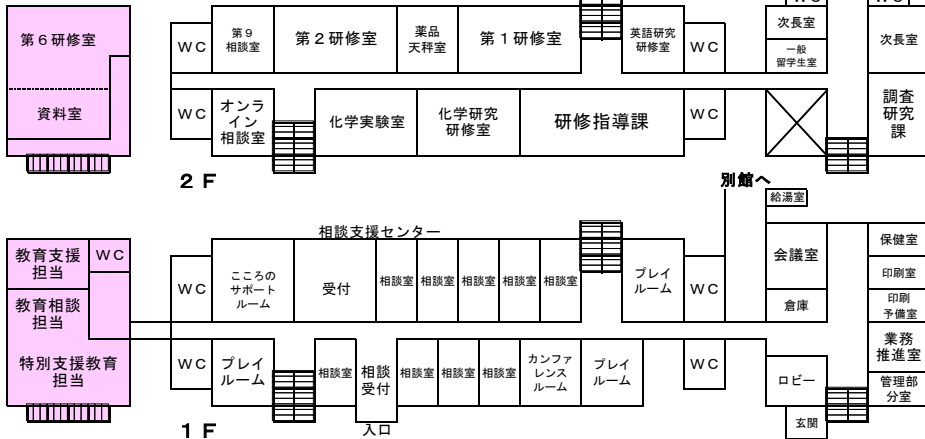 ＷＣ
第６研修室
ＷＣ
第９
相談室
第２研修室
薬品
天秤室
第１研修室
英語研究
研修室
ＷＣ
次長室
一般
留学生室
次長室
資料室
ＷＣ
オンラ
イン
相談室
化学実験室
化学研究
研修室
研修指導課
ＷＣ
調査
研究
課
２Ｆ
別館へ
給湯室
相談支援センター
教育支援
担当
ＷＣ
教育相談
担当
特別支援教育
担当
ＷＣ
こころの
サポート
ルーム
受付
相談室
相談室
相談室
相談室
相談室
プレイ
ルーム
ＷＣ
会議室
倉庫
保健室
印刷室
印刷
予備室
業務
推進室
管理部
分室
ＷＣ
プレイ
ルーム
相談室
相談
受付
相談室
相談室
相談室
カンファ
レンス
ルーム
プレイ
ルーム
ＷＣ
ロビー
玄関
入口
１Ｆ